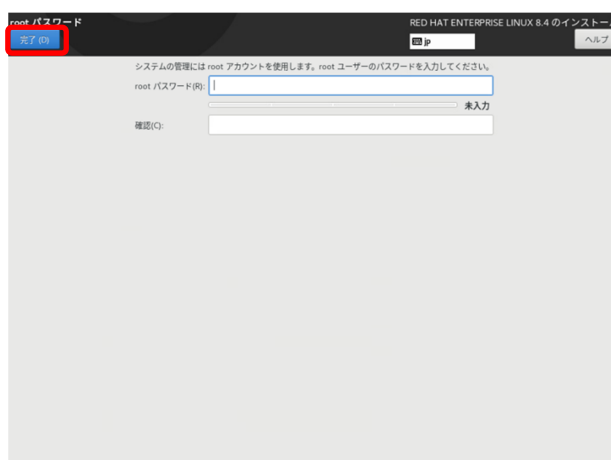 root パスワード
RED HAT ENTERPRISE LINUX 8.4 のインストー
完了 (D)
jp
ヘルプ
システムの管理には root アカウントを使用します。root ユーザーのパスワードを入力してください。
root パスワード(R):
未入力
確認(C):